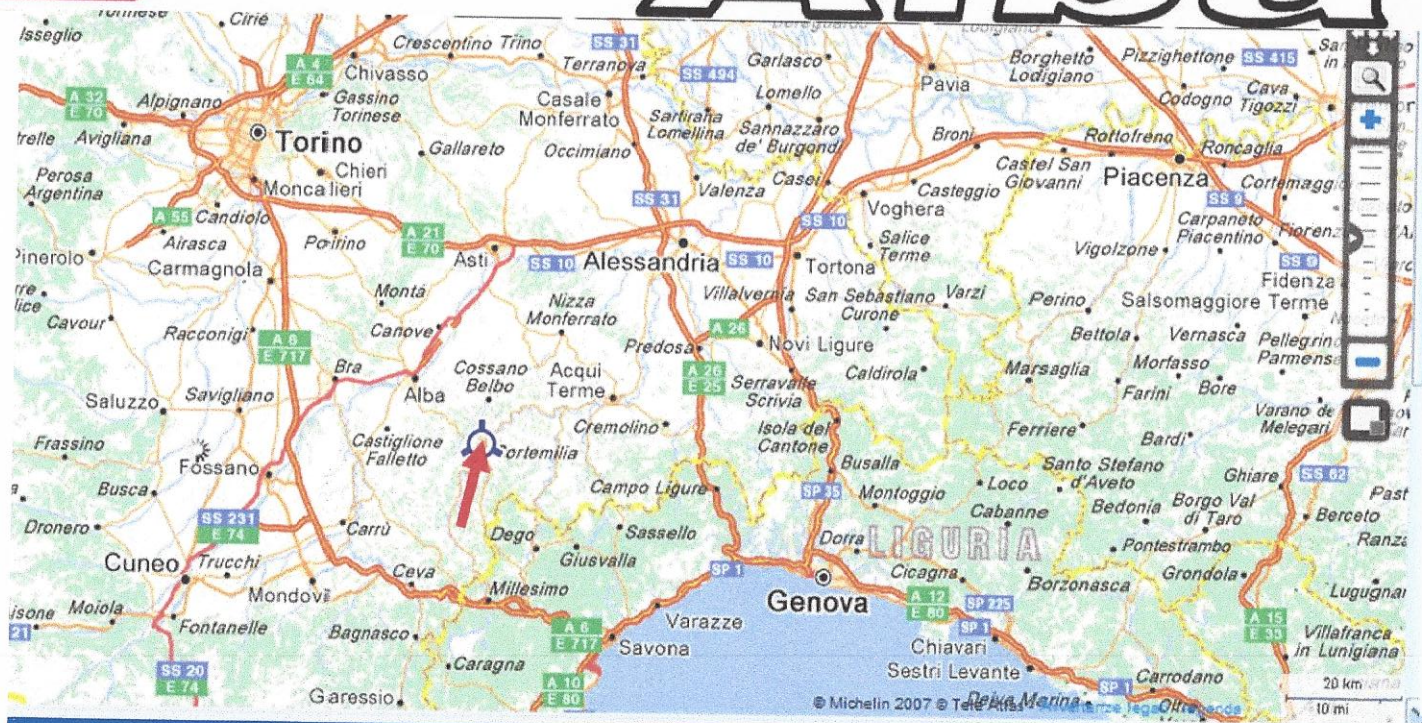 Torinese
Cirié
Isseglio
Crescentino
Trino
Terranova
SS 31
Garlasco
Borghetto
Lodigiano
Pizzighettone
SS 415
A 4
E 64
Chivasso
SS 494
Pavia
Lomello
Codogno
Cava
Tigozzi
A 32
E 70
Alpignano
Gassino
Torinese
Casale
Monferrato
Sartirana
Lomellina
Sannazzaro
de' Burgondi
Avigliana
Torino
Gallareto
Occimiano
Broni
Rottofreno
Roncaglia
Perosa
Argentina
Chieri
Moncalieri
Valenza
Casei
Casteggio
Castel San
Giovanni
Piacenza
Cortemaggi
A 55
Candiolo
SS 31
SS 10
Voghera
SS 9
Airasca
Poirino
A 21
E 70
Salice
Terme
Vigolzone
Carpaneto
Piacentino
Fiorenz
Pinerolo
Carmagnola
Asti
SS 10
Alessandria
SS 10
Tortona
SS 9
Fidenza
Terme
Salsomaggiore
Montà
Nizza
Monferrato
Villalvernia
San Sebastiano
Curone
Varzi
Perino
Cavour
Racconigi
Canove
A 26
Bettola
Vernasca
Pellegrino
Parmense
A 6
E 717
Predosa
Novi Ligure
Bra
Cossano
Belbo
Acqui
Terme
A 26
E 25
Serravalle
Scrivia
Caldirola
Marsaglia
Morfasso
Farini
Bore
Saluzzo
Savigliano
Alba
Varano de
Melegari
Frassino
Castiglione
Falletto
Cortemilia
Cremolino
Isola del
Cantone
Ferriere
Bardi
Fossano
Busca
Campo Ligure
Busalla
Santo Stefano
d'Aveto
Ghiare
SS 62
SP 35
Montoggio
Loco
Bedonia
Borgo Val
di Taro
Dronero
SS 231
E 74
Carrù
Dego
Sassello
Cabanne
Berceto
Giusvalla
Dorra
LIGURIA
Pontestrambo
Cuneo
Trucchi
Ceva
Millesimo
SP 1
Cicagna
Borzonasca
Grondola
Mondovì
Genova
A 12
E 80
SP 225
Moiola
Varazze
SP 1
A 15
E 33
Fontanelle
Bagnasco
A 6
E 717
Savona
Chiavari
Villafranca
in Lunigiana
SS 20
E 74
Caragna
Sestri Levante
A 10
E 80
Garessio
SP 1
Carrodano
20 km
© Michelin 2007 © Tele Atlas
Deiva Marina
10 mi